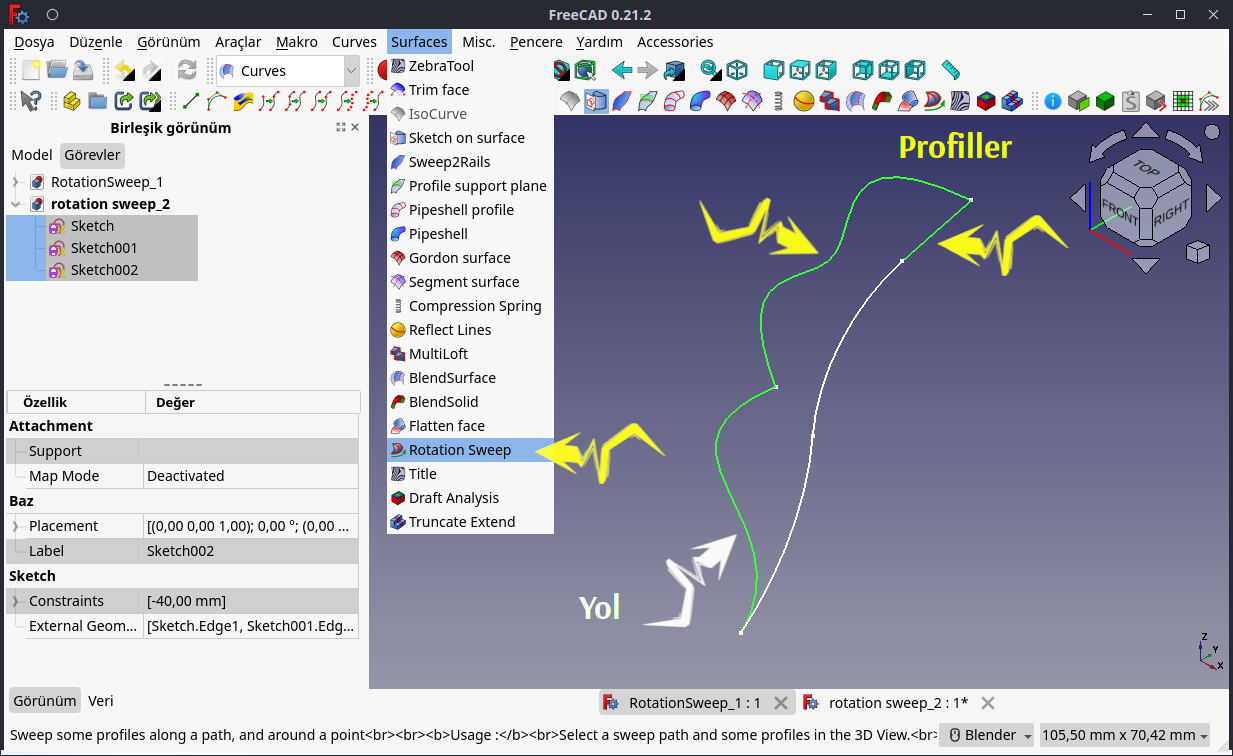 FreeCAD 0.21.2
Dosya Düzenle Görünüm Araçlar Makro Curves Surfaces Misc. Pencere Yardım Accessories
Curves
Birleşik görünüm
Model Görevler
RotationSweep_1
rotation sweep_2
Sketch
Sketch001
Sketch002
Özellik Değer
Attachment
Support
Map Mode Deactivated
Baz
Placement [(0,00 0,00 1,00); 0,00 °; (0,00 ...
Label Sketch002
Sketch
Constraints [-40,00 mm]
External Geom... [Sketch.Edge1, Sketch001.Edg...
Görünüm Veri
ZebraTool
Trim face
IsoCurve
Sketch on surface
Sweep2Rails
Profile support plane
Pipeshell profile
Pipeshell
Gordon surface
Segment surface
Compression Spring
Reflect Lines
MultiLoft
BlendSurface
BlendSolid
Flatten face
Rotation Sweep
Title
Draft Analysis
Truncate Extend
Profiller
Yol
TOP
FRONT RIGHT
Z
Y
X
RotationSweep_1 : 1 rotation sweep_2 : 1*
Sweep some profiles along a path, and around a point<br><br><b>Usage :</b><br>Select a sweep path and some profiles in the 3D View.<br> Blender 105,50 mm x 70,42 mm